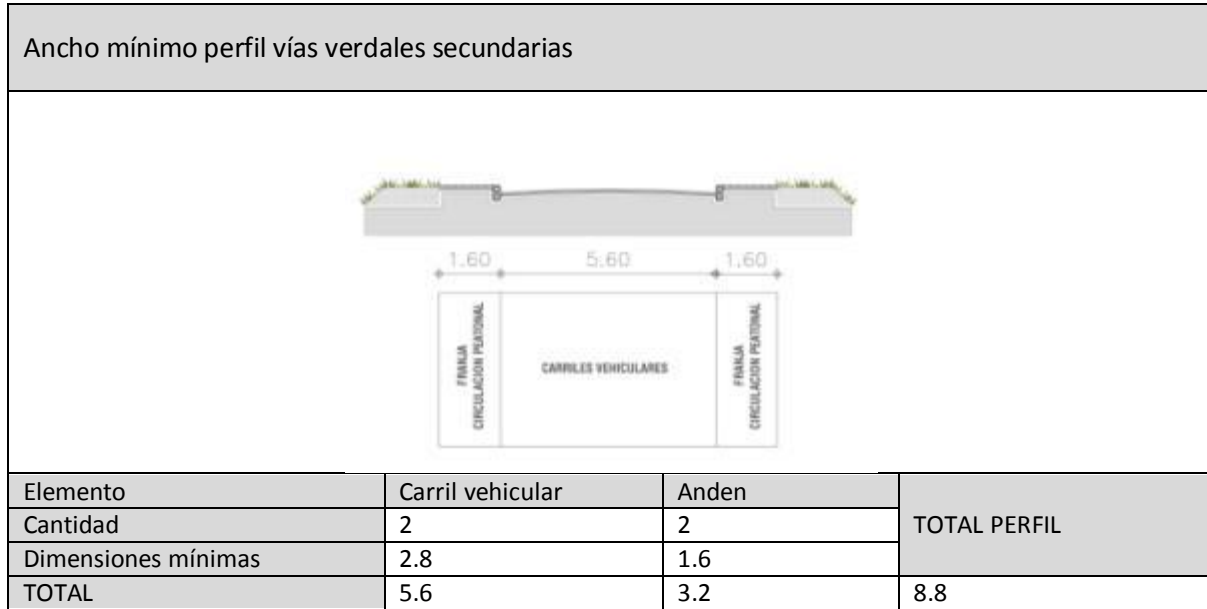 Ancho mínimo perfil vías verdales secundarias
1.60 5.60 1.60
FRANJA
CIRCULACION PEATONAL
CARRILES VEHICULARES
FRANJA
CIRCULACION PEATONAL
Elemento Carril vehicular Anden TOTAL PERFIL
Cantidad 2 2
Dimensiones mínimas 2.8 1.6
TOTAL 5.6 3.2 8.8